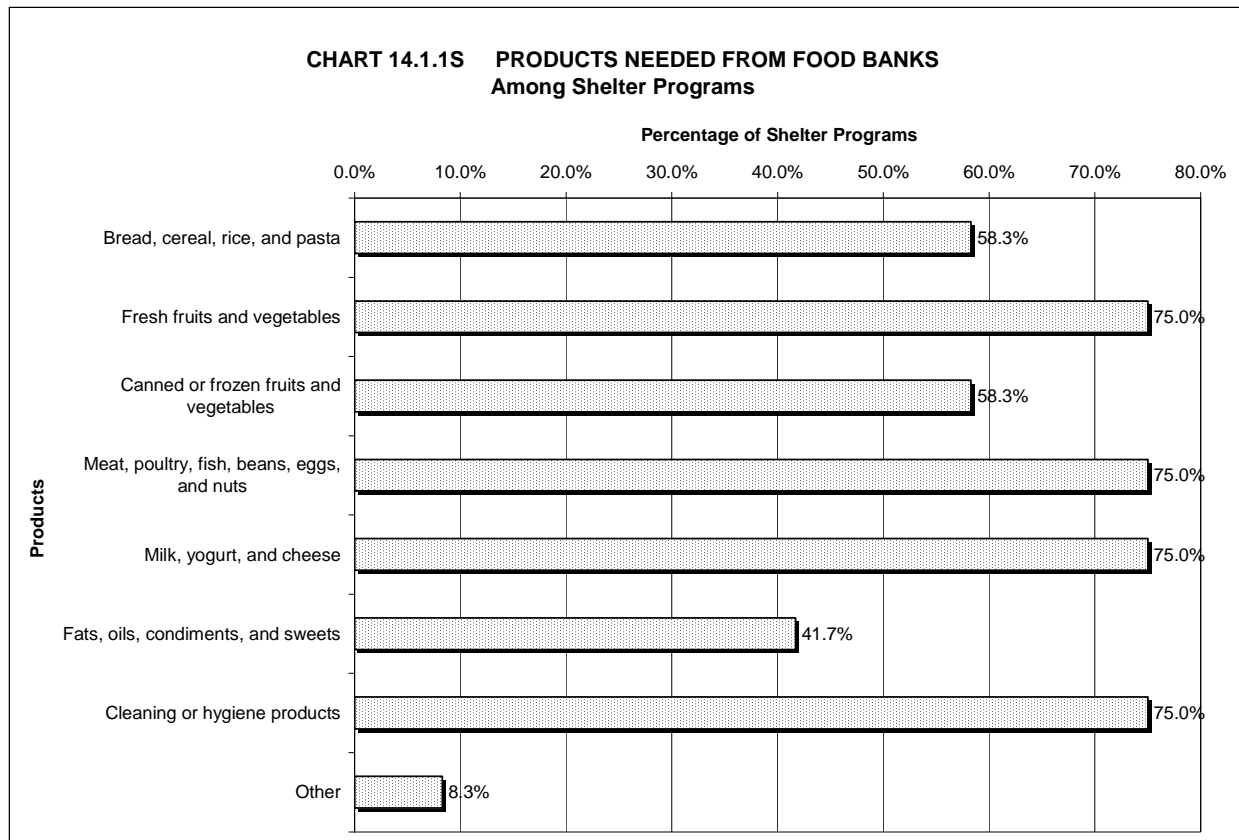 CHART 14.1.1S PRODUCTS NEEDED FROM FOOD BANKS
Among Shelter Programs
Percentage of Shelter Programs
0.0% 10.0% 20.0% 30.0% 40.0% 50.0% 60.0% 70.0% 80.0%
Products
Bread, cereal, rice, and pasta 58.3%
Fresh fruits and vegetables 75.0%
Canned or frozen fruits and
vegetables 58.3%
Meat, poultry, fish, beans, eggs,
and nuts 75.0%
Milk, yogurt, and cheese 75.0%
Fats, oils, condiments, and sweets 41.7%
Cleaning or hygiene products 75.0%
Other 8.3%